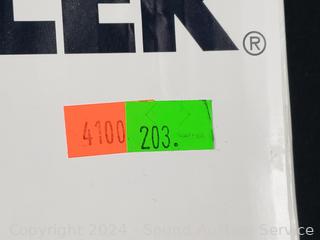 LEK®
4100 203.
Copyright 2024 - Sound Auction Service